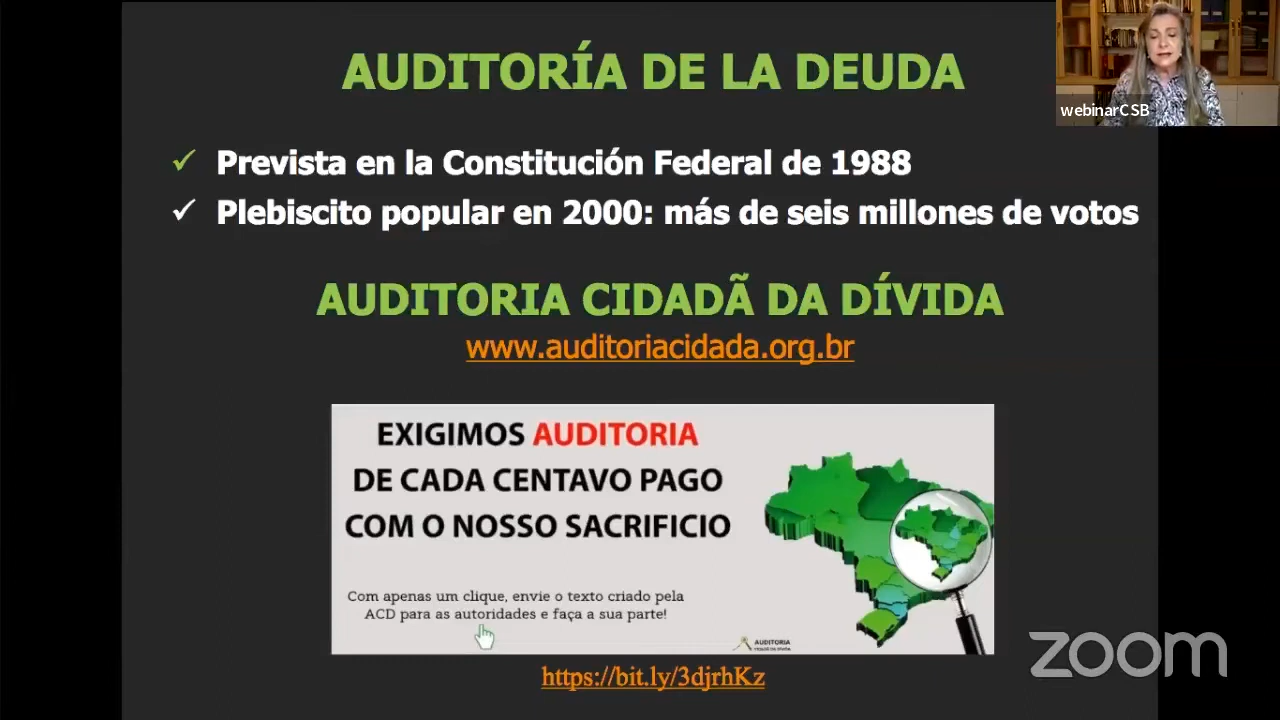 AUDITORÍA DE LA DEUDA
webinarCSB
✓ Prevista en la Constitución Federal de 1988
✓ Plebiscito popular en 2000: más de seis millones de votos
AUDITORIA CIDADÃ DA DÍVIDA
www.auditoriacidada.org.br
EXIGIMOS AUDITORIA
DE CADA CENTAVO PAGO
COM O NOSSO SACRIFICIO
Com apenas um clique, envie o texto criado pela
ACD para as autoridades e faça a sua parte!
AUDITORIA
CIDADÃ DA DÍVIDA
https://bit.ly/3djrhKz
zoom